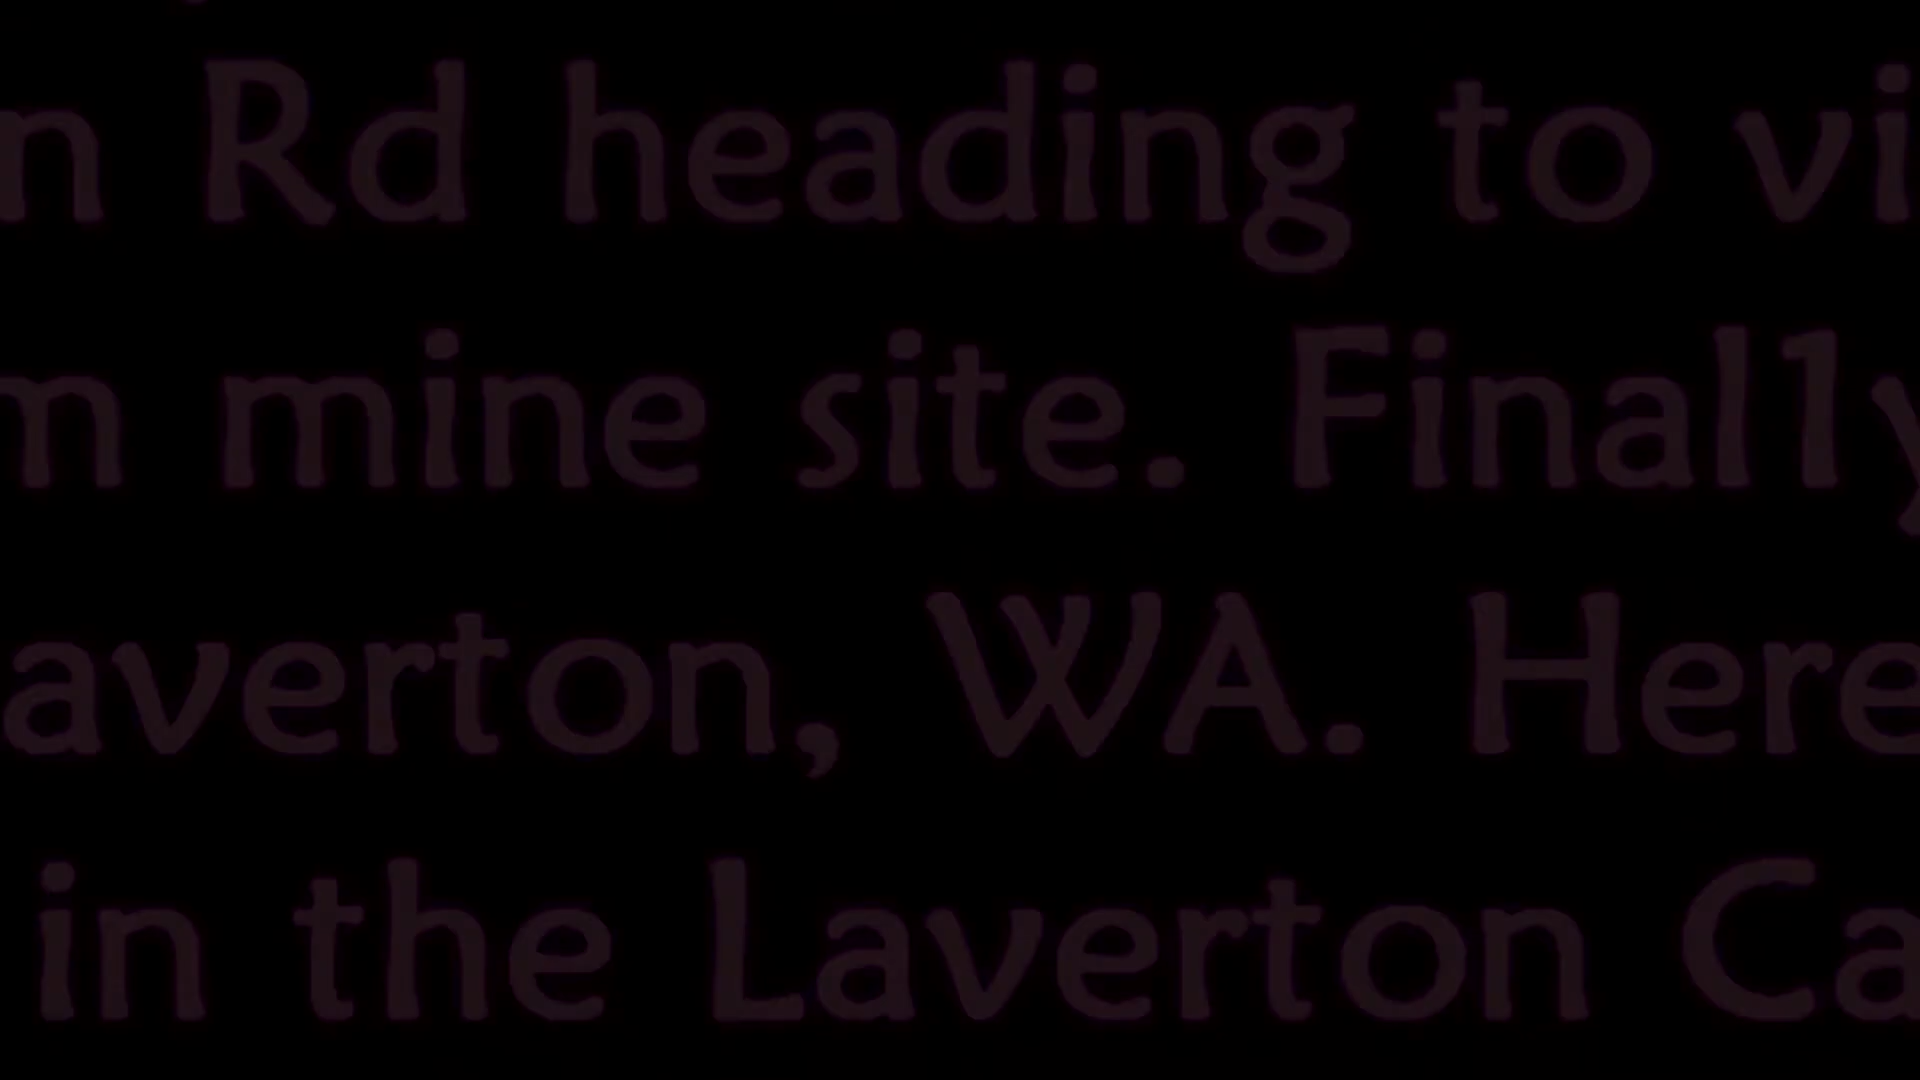 n Rd heading to vi
m mine site. Finally
averton, WA. Here
in the Laverton Ca